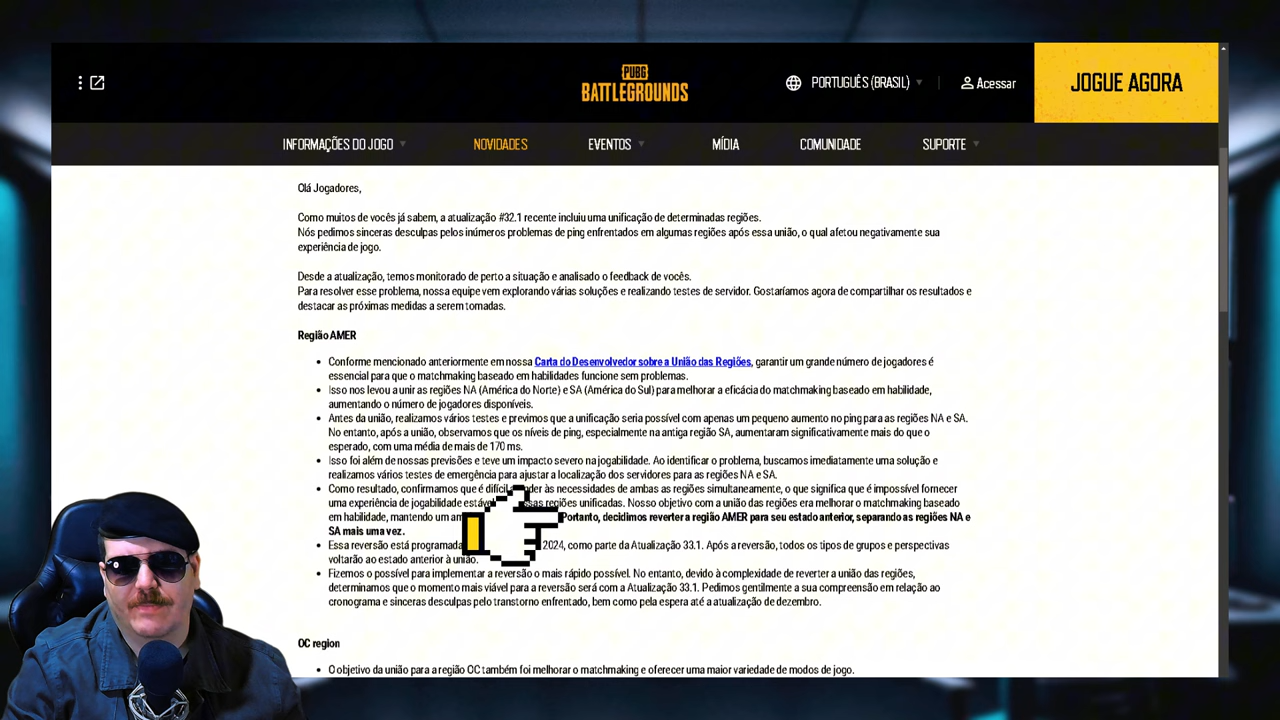 PUBG
BATTLEGROUNDS
PORTUGUÊS (BRASIL)
Acessar
JOGUE AGORA
INFORMAÇÕES DO JOGO
NOVIDADES
EVENTOS
MÍDIA
COMUNIDADE
SUPORTE
Olá Jogadores,
Como muitos de vocês já sabem, a atualização #32.1 recente incluiu uma unificação de determinadas regiões.
Nós pedimos sinceras desculpas pelos inúmeros problemas de ping enfrentados em algumas regiões após essa união, o qual afetou negativamente sua
experiência de jogo.
Desde a atualização, temos monitorado de perto a situação e analisado o feedback de vocês.
Para resolver esse problema, nossa equipe vem explorando várias soluções e realizando testes de servidor. Gostaríamos agora de compartilhar os resultados e
destacar as próximas medidas a serem tomadas.
Região AMER
Conforme mencionado anteriormente em nossa Carta do Desenvolvedor sobre a União das Regiões, garantir um grande número de jogadores é
essencial para que o matchmaking baseado em habilidades funcione sem problemas.
Isso nos levou a unir as regiões NA (América do Norte) e SA (América do Sul) para melhorar a eficácia do matchmaking baseado em habilidade,
aumentando o número de jogadores disponíveis.
Antes da união, realizamos vários testes e previmos que a unificação seria possível com apenas um pequeno aumento no ping para as regiões NA e SA.
No entanto, após a união, observamos que os níveis de ping, especialmente na antiga região SA, aumentaram significativamente mais do que o
esperado, com uma média de mais de 170 ms.
Isso foi além de nossas previsões e teve um impacto severo na jogabilidade. Ao identificar o problema, buscamos imediatamente uma solução e
realizamos vários testes de emergência para ajustar a localização dos servidores para as regiões NA e SA.
Como resultado, confirmamos que é difícil às necessidades de ambas as regiões simultaneamente, o que significa que é impossível fornecer
uma experiência de jogabilidade regiões unificadas. Nosso objetivo com a união das regiões era melhorar o matchmaking baseado
em habilidade, mantendo um Portanto, decidimos reverter a região AMER para seu estado anterior, separando as regiões NA e
SA mais uma vez.
Essa reversão está programada 2024, como parte da Atualização 33.1. Após a reversão, todos os tipos de grupos e perspectivas
voltarão ao estado anterior à união.
Fizemos o possível para implementar a reversão o mais rápido possível. No entanto, devido à complexidade de reverter a união das regiões,
determinamos que o momento mais viável para a reversão será com a Atualização 33.1. Pedimos gentilmente a sua compreensão em relação ao
cronograma e sinceras desculpas pelo transtorno enfrentado, bem como pela espera até a atualização de dezembro.
OC region
O objetivo da união para a região OC também foi melhorar o matchmaking e oferecer uma maior variedade de modos de jogo.